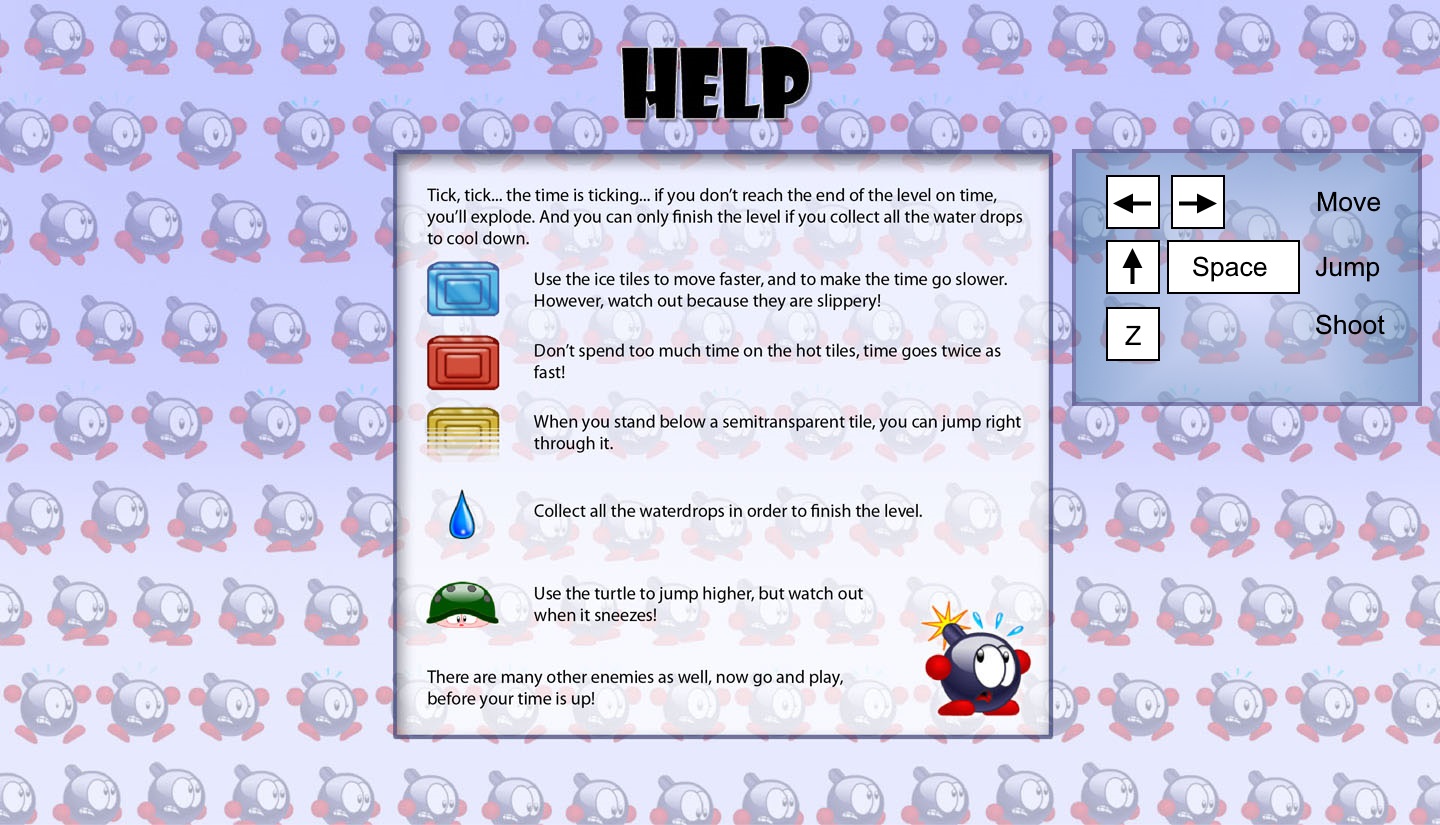 HELP
Tick, tick... the time is ticking... if you don’t reach the end of the level on time,
you’ll explode. And you can only finish the level if you collect all the water drops
to cool down.
Use the ice tiles to move faster, and to make the time go slower.
However, watch out because they are slippery!
Don’t spend too much time on the hot tiles, time goes twice as
fast!
When you stand below a semitransparent tile, you can jump right
through it.
Collect all the waterdrops in order to finish the level.
Use the turtle to jump higher, but watch out
when it sneezes!
There are many other enemies as well, now go and play,
before your time is up!
Move
Space Jump
Z Shoot